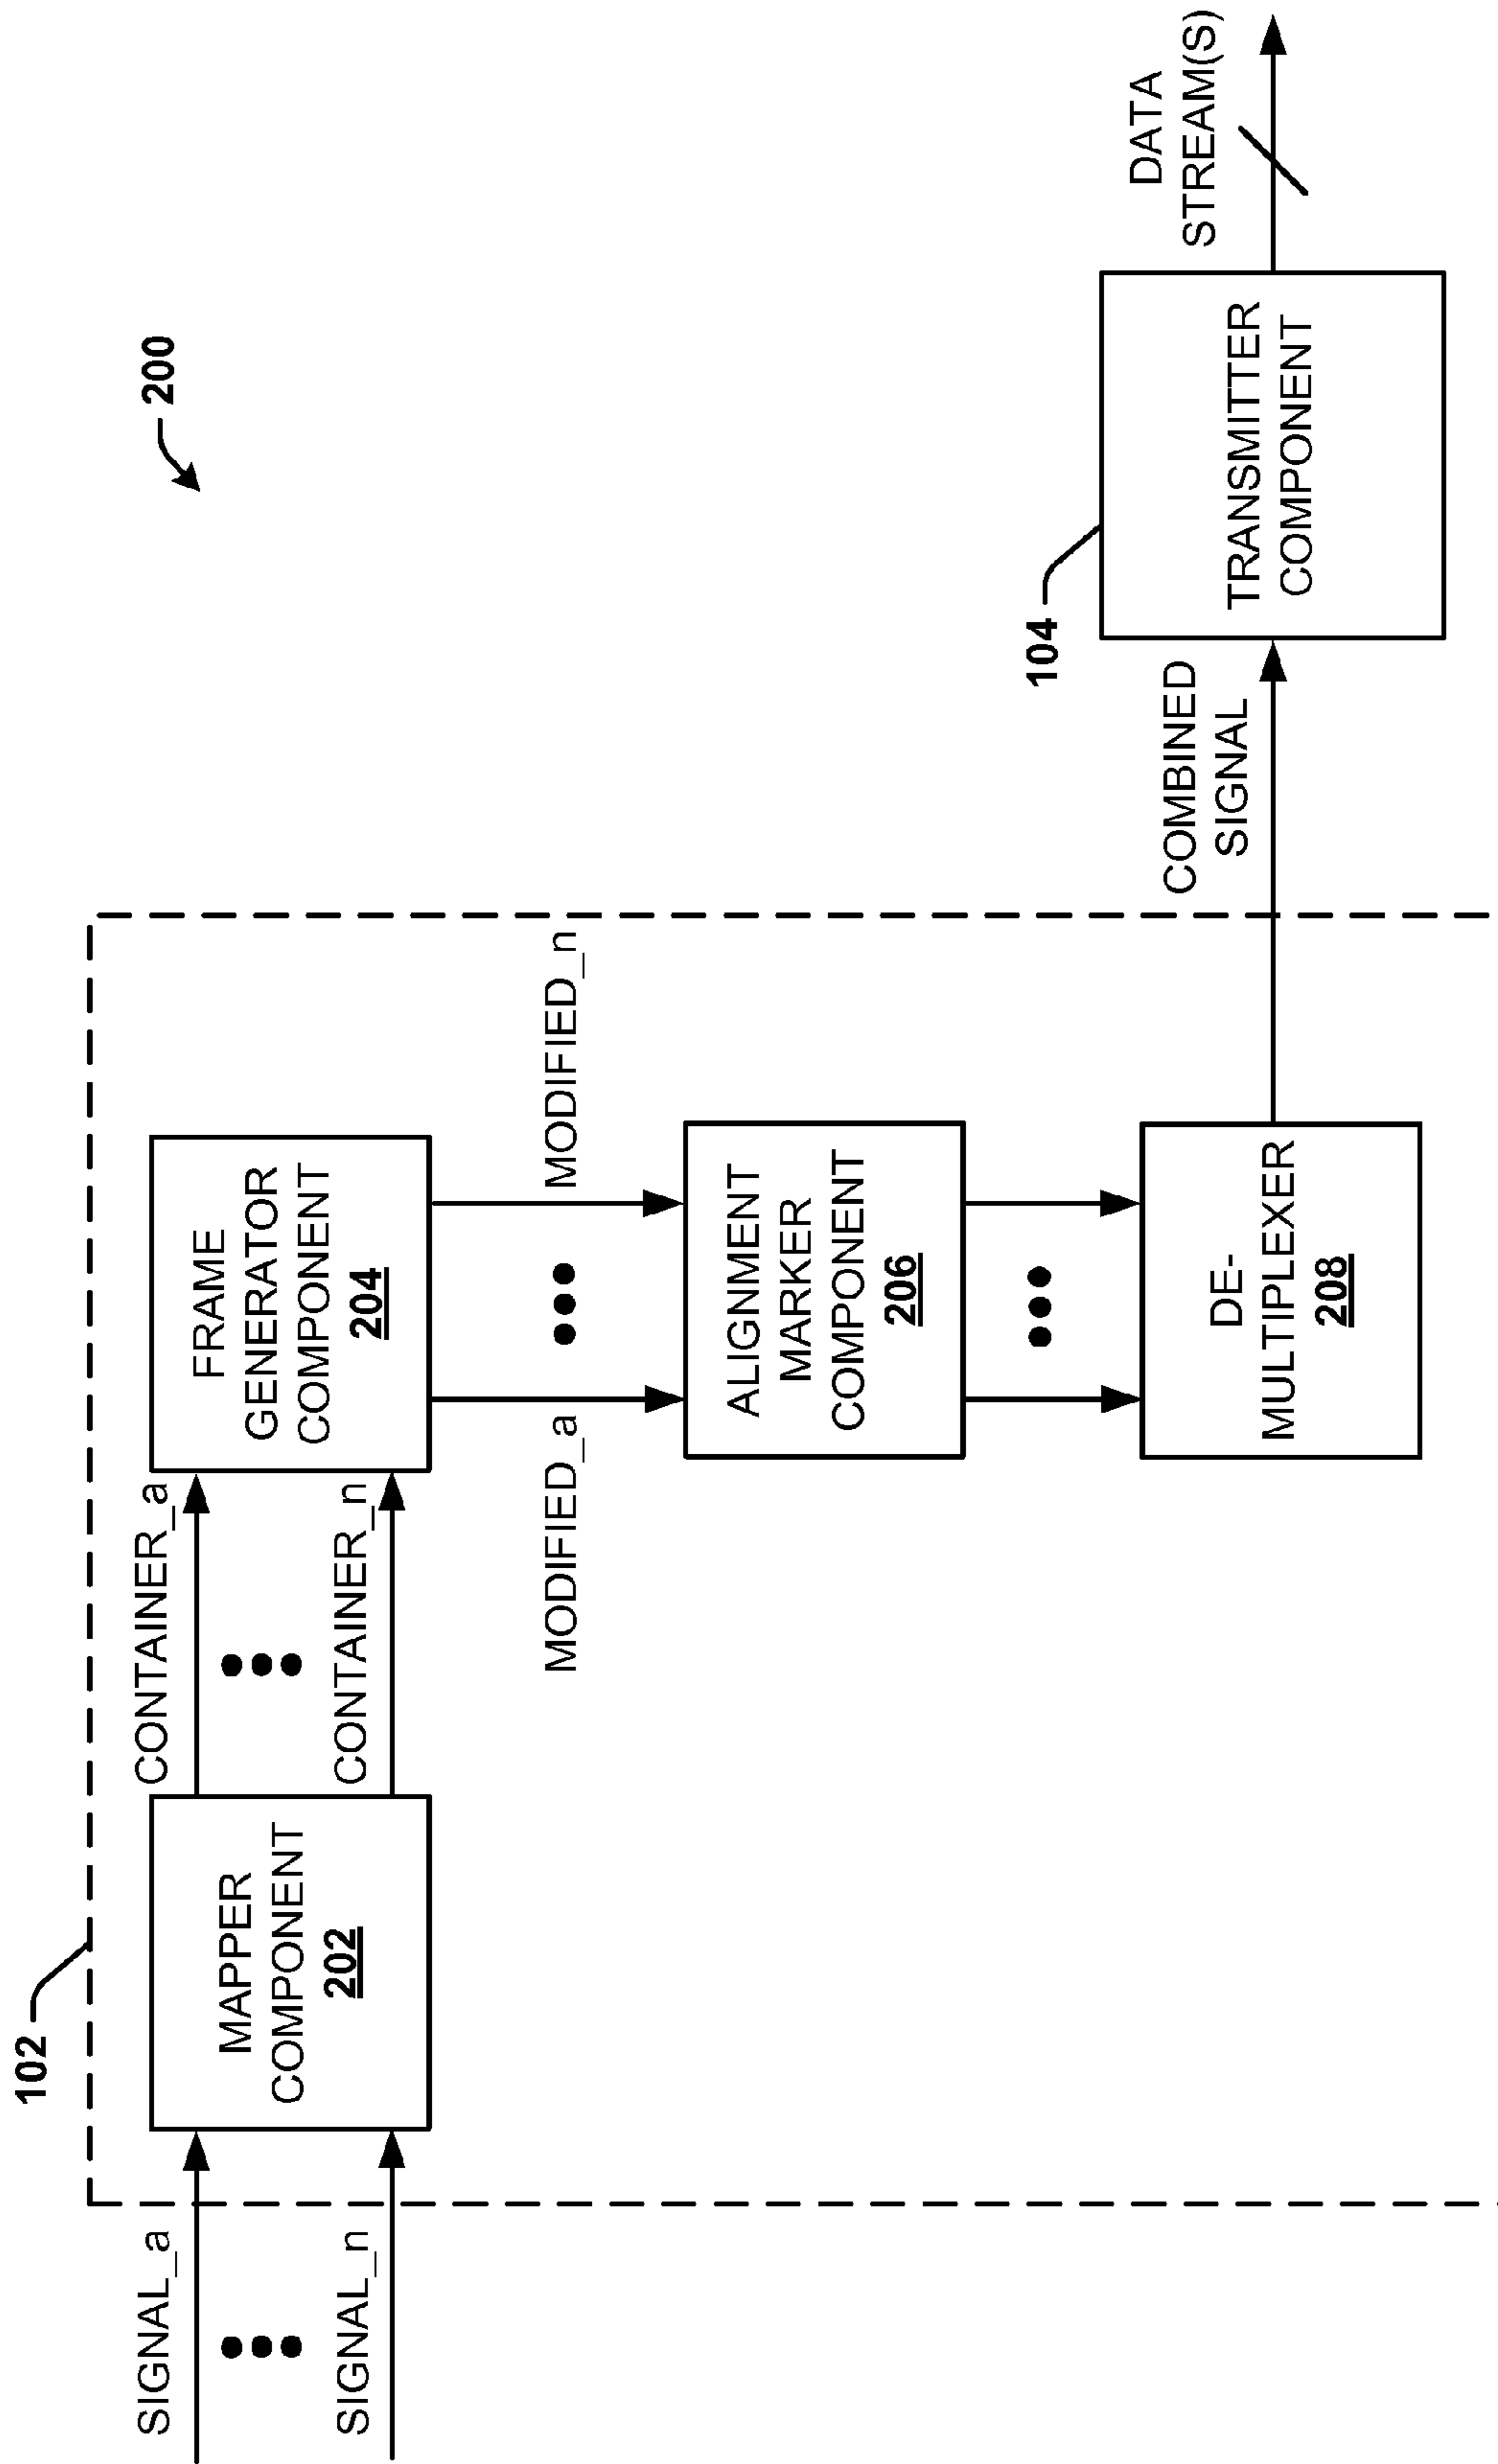 200
102
SIGNAL_a
SIGNAL_n
MAPPER
COMPONENT
202
CONTAINER_a
CONTAINER_n
FRAME
GENERATOR
COMPONENT
204
MODIFIED_a
MODIFIED_n
ALIGNMENT
MARKER
COMPONENT
206
DE-
MULTIPLEXER
208
COMBINED
SIGNAL
104
TRANSMITTER
COMPONENT
DATA
STREAM(S)